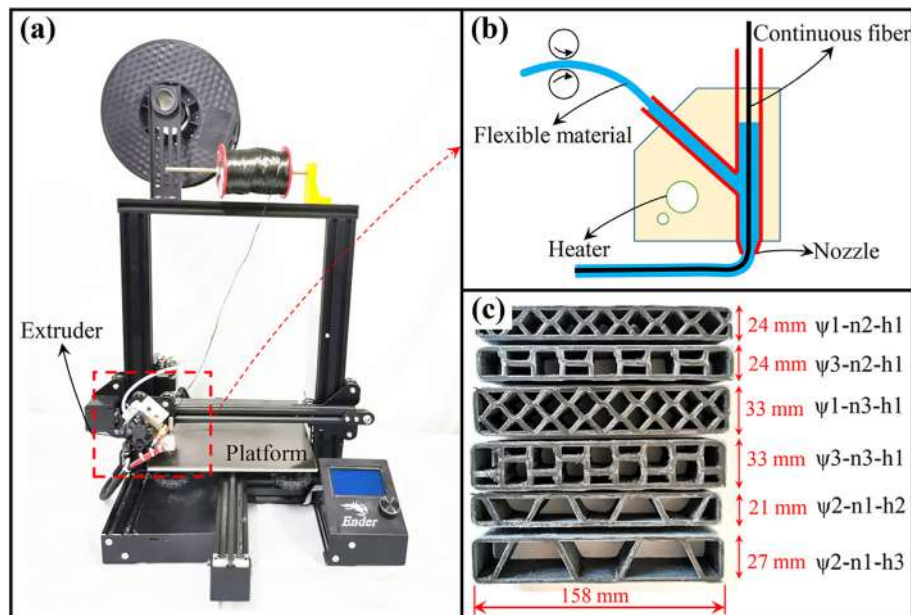 (a)
Extruder
Platform
Ender
(b)
Continuous fiber
Flexible material
Heater
Nozzle
(c)
24 mm ψ1-n2-h1
24 mm ψ3-n2-h1
33 mm ψ1-n3-h1
33 mm ψ3-n3-h1
21 mm ψ2-n1-h2
27 mm ψ2-n1-h3
158 mm